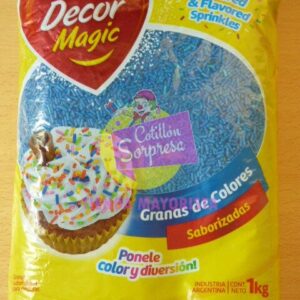 Decor
Magic
& Flavored
Sprinkles
Cotillón
Sorpresa
Granas de Colores
Saborizadas
Ponele
color y diversión!
INDUSTRIA
ARGENTINA
CONT.
NETO
1kg